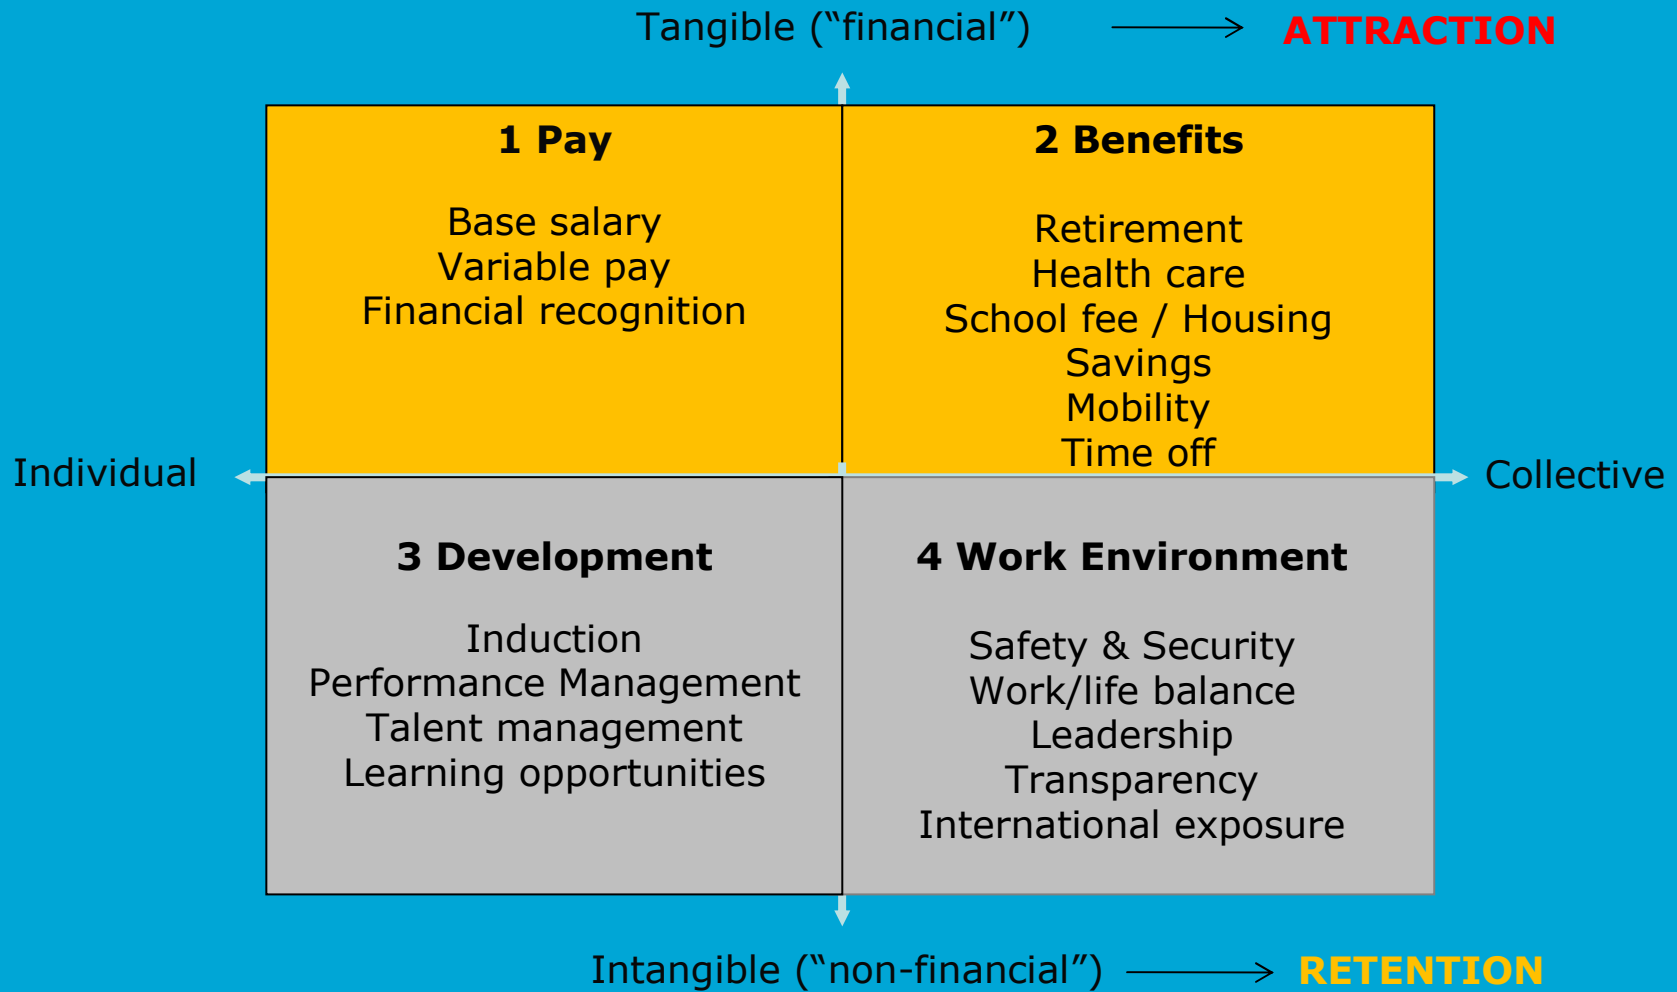 Tangible (“financial”) ATTRACTION
1 Pay
Base salary
Variable pay
Financial recognition
2 Benefits
Retirement
Health care
School fee / Housing
Savings
Mobility
Time off
Individual
Collective
3 Development
Induction
Performance Management
Talent management
Learning opportunities
4 Work Environment
Safety & Security
Work/life balance
Leadership
Transparency
International exposure
Intangible (“non-financial”) RETENTION